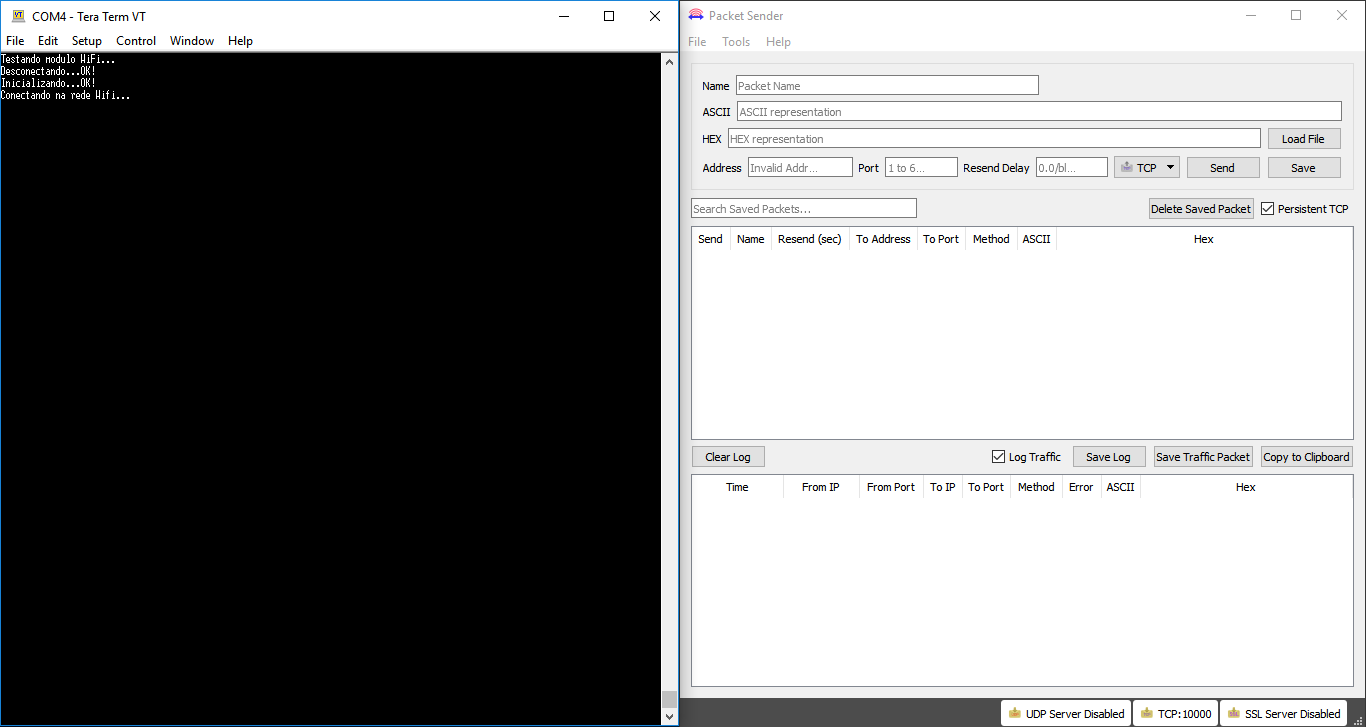 COM4 - Tera Term VT
File Edit Setup Control Window Help
Testando modulo WiFi...
Desconectando...OK!
Inicializando...OK!
Conectando na rede Wifi...
Packet Sender
File Tools Help
Name Packet Name
ASCII ASCII representation
HEX HEX representation Load File
Address Invalid Addr... Port 1 to 6... Resend Delay 0.0/bl... TCP Send Save
Search Saved Packets... Delete Saved Packet Persistent TCP
Send Name Resend (sec) To Address To Port Method ASCII Hex
Clear Log Log Traffic Save Log Save Traffic Packet Copy to Clipboard
Time From IP From Port To IP To Port Method Error ASCII Hex
UDP Server Disabled TCP:10000 SSL Server Disabled